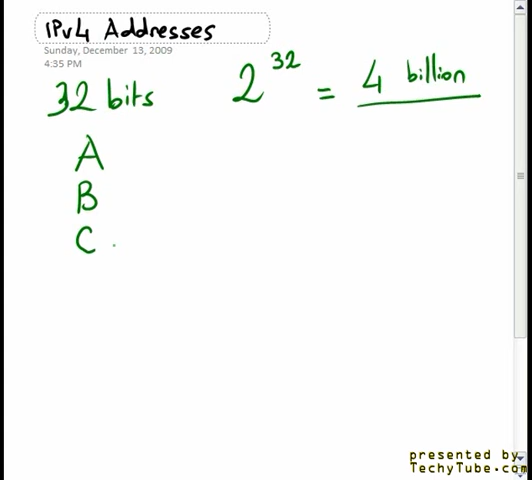 IPv4 Addresses
Sunday, December 13, 2009
4:35 PM
32 bits 2^32 = 4 billion
A
B
C
presented by
TechyTube.com